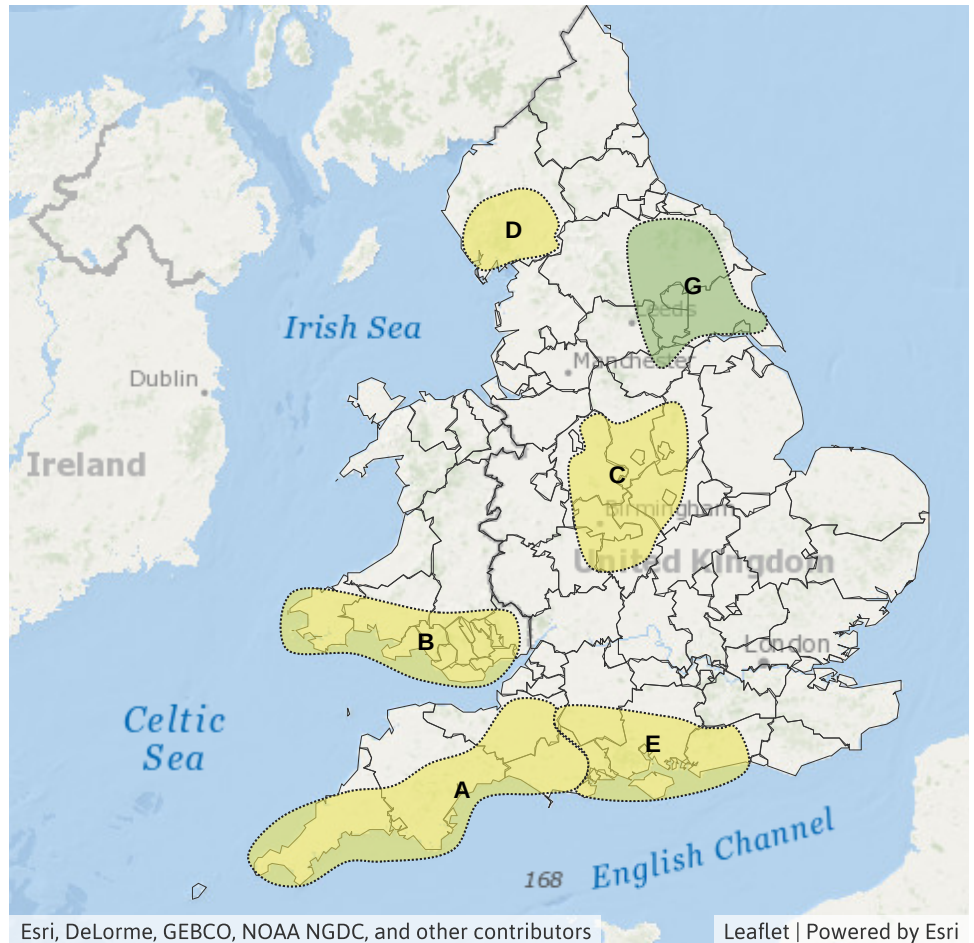 D
G
Leeds
Irish Sea
Manchester
Dublin
Ireland
C
Birmingham
United Kingdom
B
London
Celtic
Sea
E
A
English Channel
168
Esri, DeLorme, GEBCO, NOAA NGDC, and other contributors
Leaflet | Powered by Esri